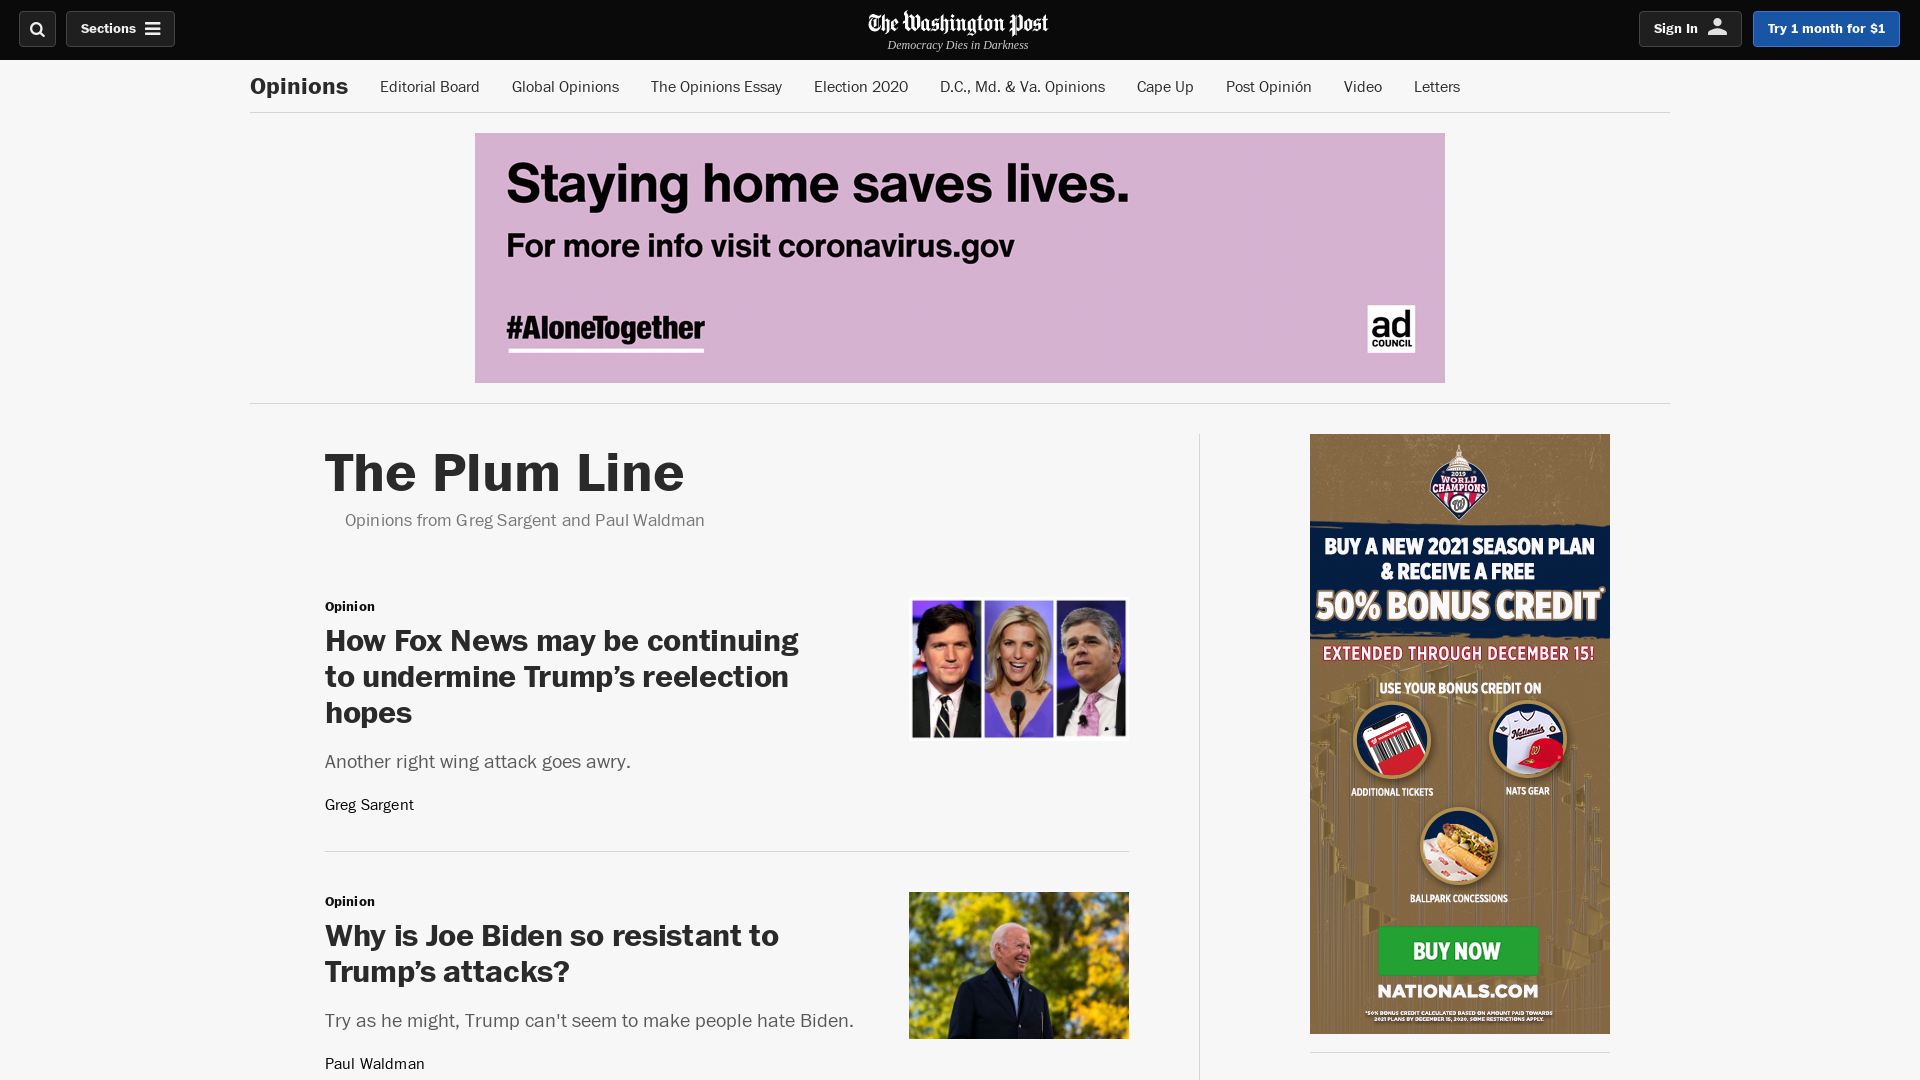 Sections
The Washington Post
Democracy Dies in Darkness
Sign In
Try 1 month for $1
Opinions
Editorial Board
Global Opinions
The Opinions Essay
Election 2020
D.C., Md. & Va. Opinions
Cape Up
Post Opinión
Video
Letters
Staying home saves lives.
For more info visit coronavirus.gov
#AloneTogether
ad
COUNCIL
The Plum Line
Opinions from Greg Sargent and Paul Waldman
Opinion
How Fox News may be continuing
to undermine Trump’s reelection
hopes
Another right wing attack goes awry.
Greg Sargent
Opinion
Why is Joe Biden so resistant to
Trump’s attacks?
Try as he might, Trump can't seem to make people hate Biden.
Paul Waldman
2019
WORLD
CHAMPIONS
W
BUY A NEW 2021 SEASON PLAN
& RECEIVE A FREE
50% BONUS CREDIT*
EXTENDED THROUGH DECEMBER 15!
USE YOUR BONUS CREDIT ON
Nationals
ADDITIONAL TICKETS
NATS GEAR
BALLPARK CONCESSIONS
BUY NOW
NATIONALS.COM
*50% BONUS CREDIT CALCULATED BASED ON AMOUNT PAID TOWARDS
2021 PLANS BY DECEMBER 15, 2020. SOME RESTRICTIONS APPLY.